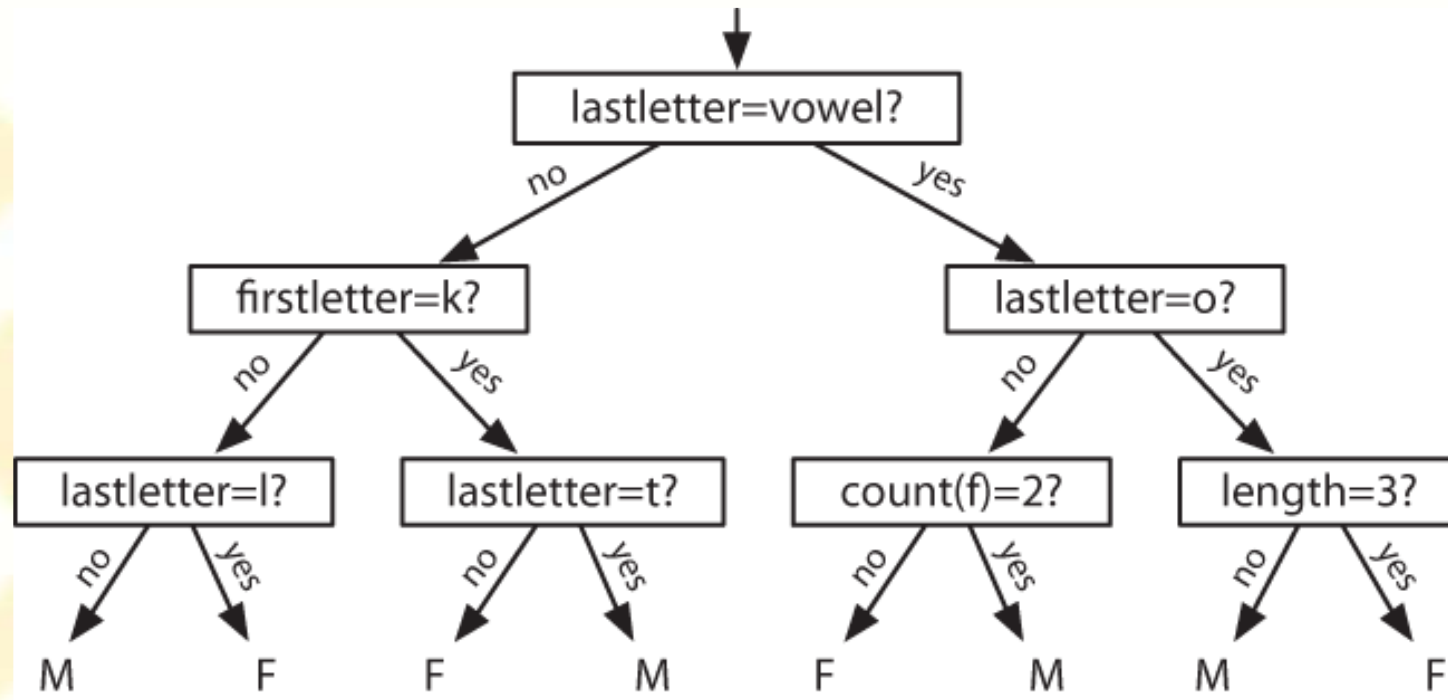 lastletter=vowel?
no yes
firstletter=k? lastletter=o?
no yes no yes
lastletter=l? lastletter=t? count(f)=2? length=3?
no yes no yes no yes no yes
M F F M F M M F